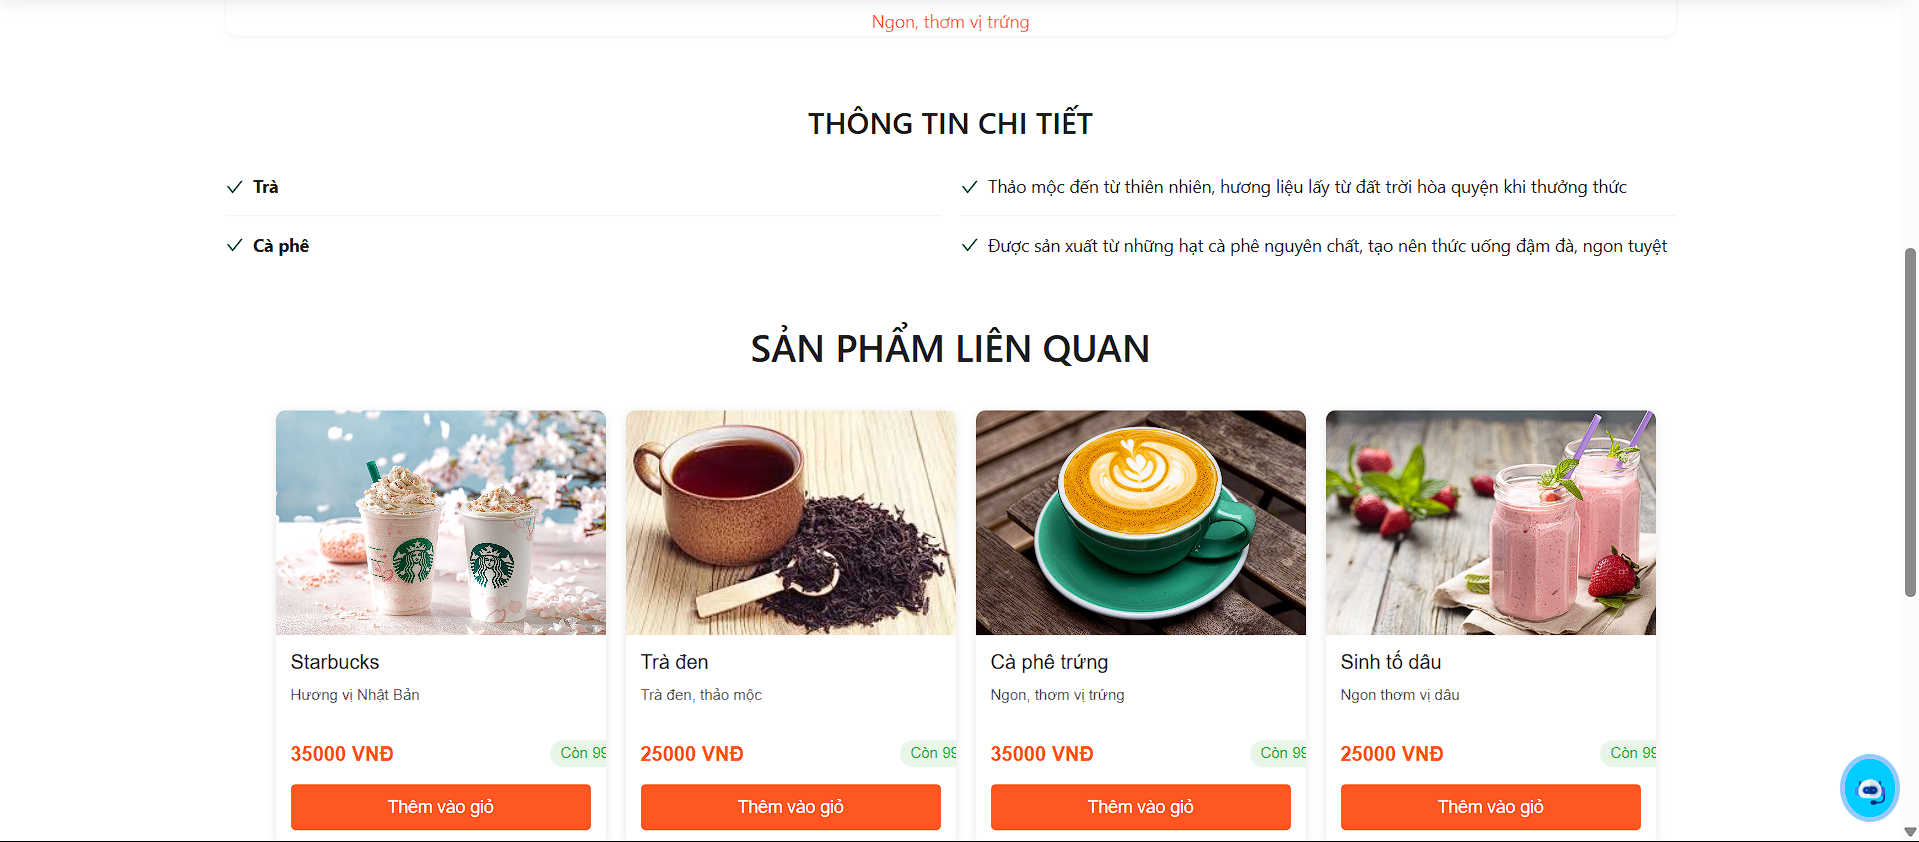 Ngon, thơm vị trứng
THÔNG TIN CHI TIẾT
Trà
Thảo mộc đến từ thiên nhiên, hương liệu lấy từ đất trời hòa quyện khi thưởng thức
Cà phê
Được sản xuất từ những hạt cà phê nguyên chất, tạo nên thức uống đậm đà, ngon tuyệt
SẢN PHẨM LIÊN QUAN
Starbucks
Hương vị Nhật Bản
35000 VNĐ
Còn 99
Thêm vào giỏ
Trà đen
Trà đen, thảo mộc
25000 VNĐ
Còn 99
Thêm vào giỏ
Cà phê trứng
Ngon, thơm vị trứng
35000 VNĐ
Còn 99
Thêm vào giỏ
Sinh tố dâu
Ngon thơm vị dâu
25000 VNĐ
Còn 99
Thêm vào giỏ